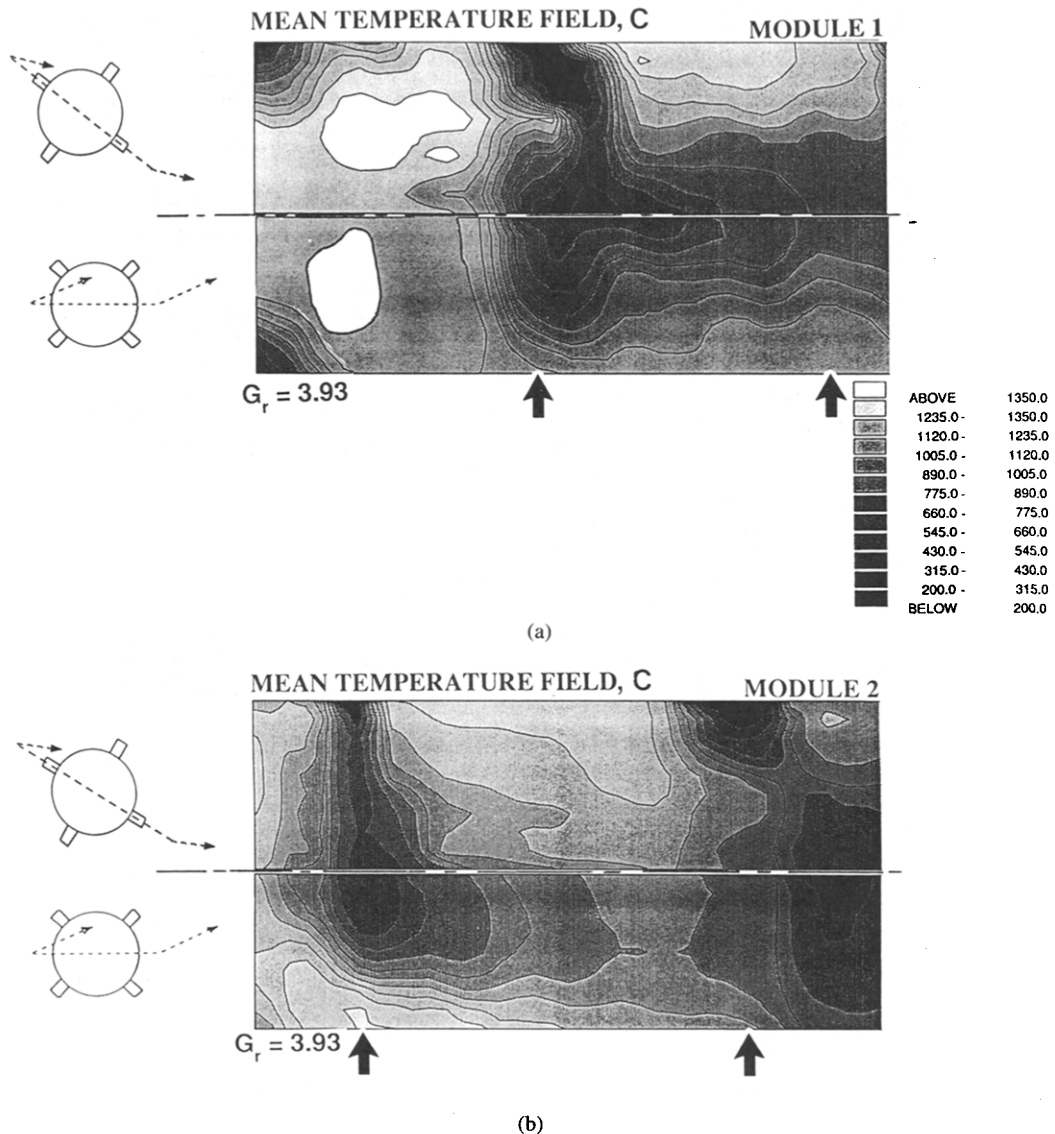 MEAN TEMPERATURE FIELD, C
MODULE 1
G_r = 3.93
ABOVE 1350.0
1235.0 - 1350.0
1120.0 - 1235.0
1005.0 - 1120.0
890.0 - 1005.0
775.0 - 890.0
660.0 - 775.0
545.0 - 660.0
430.0 - 545.0
315.0 - 430.0
200.0 - 315.0
BELOW 200.0
(a)
MEAN TEMPERATURE FIELD, C
MODULE 2
G_r = 3.93
(b)